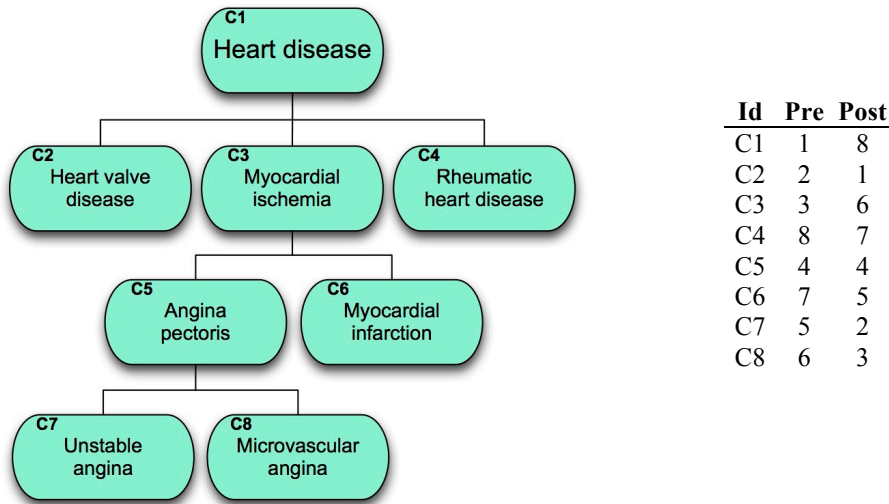 C1
Heart disease
C2
Heart valve
disease
C3
Myocardial
ischemia
C4
Rheumatic
heart disease
C5
Angina
pectoris
C6
Myocardial
infarction
C7
Unstable
angina
C8
Microvascular
angina
Id Pre Post
C1 1 8
C2 2 1
C3 3 6
C4 8 7
C5 4 4
C6 7 5
C7 5 2
C8 6 3